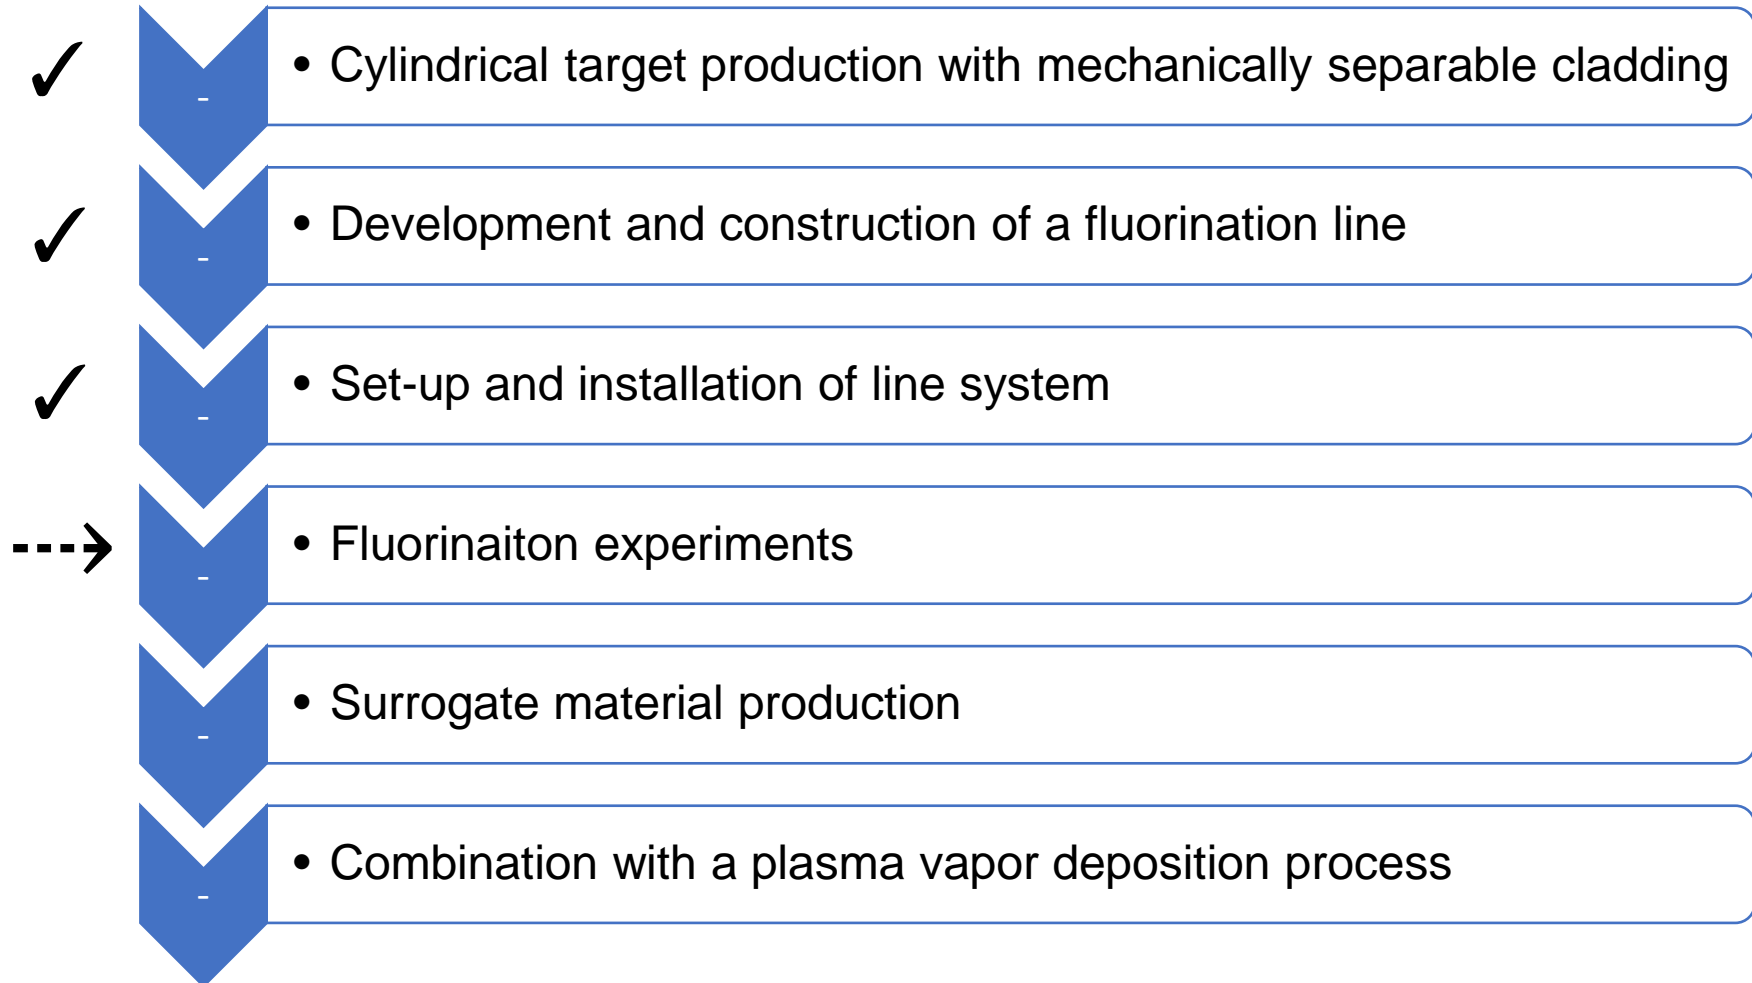 ✓
-
• Cylindrical target production with mechanically separable cladding
✓
-
• Development and construction of a fluorination line
✓
-
• Set-up and installation of line system
-
• Fluorinaiton experiments
-
• Surrogate material production
-
• Combination with a plasma vapor deposition process